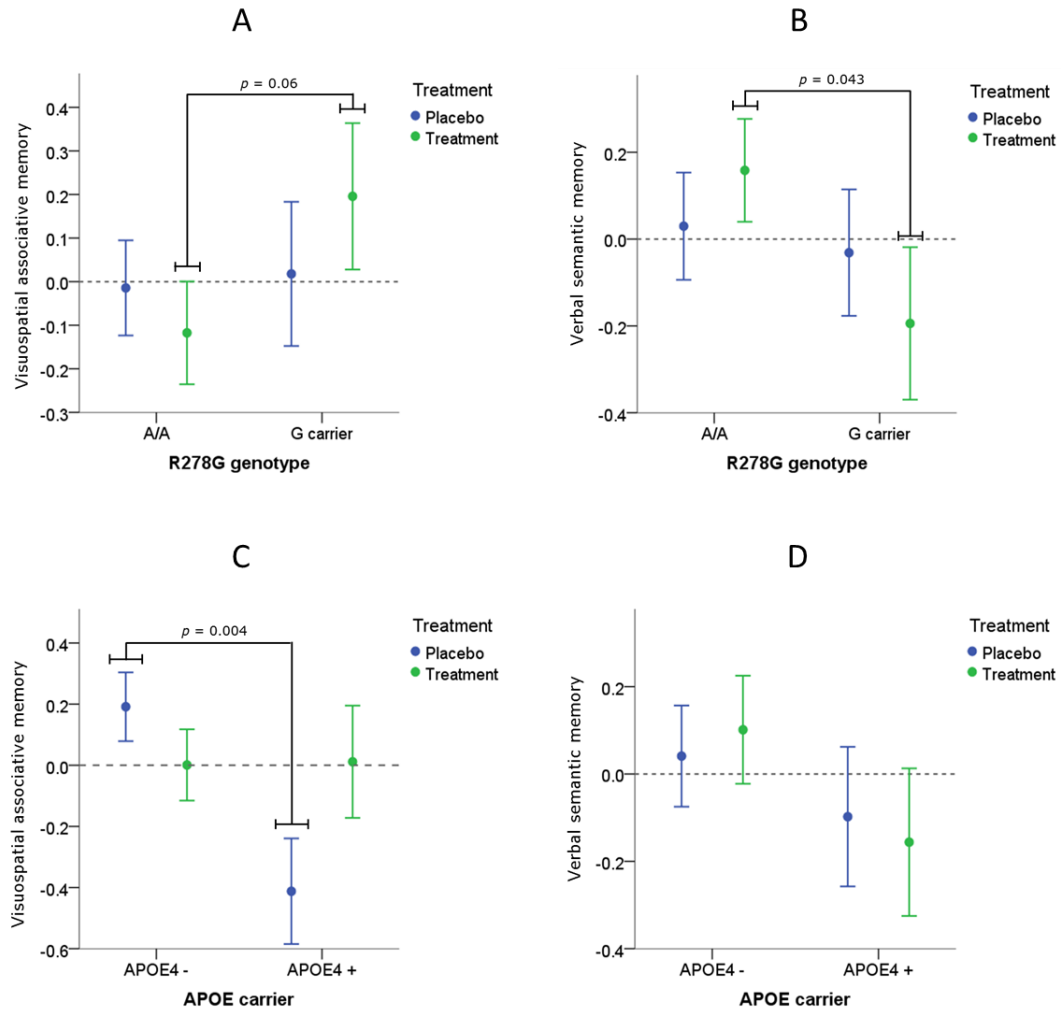 A
p = 0.06
Treatment
Placebo
Treatment
Visuospatial associative memory
0.4
0.3
0.2
0.1
0.0
-0.1
-0.2
-0.3
A/A
G carrier
R278G genotype
B
p = 0.043
Treatment
Placebo
Treatment
Verbal semantic memory
0.2
0.0
-0.2
-0.4
A/A
G carrier
R278G genotype
C
p = 0.004
Treatment
Placebo
Treatment
Visuospatial associative memory
0.4
0.2
0.0
-0.2
-0.4
-0.6
APOE4 -
APOE4 +
APOE carrier
D
Treatment
Placebo
Treatment
Verbal semantic memory
0.2
0.0
-0.2
-0.4
APOE4 -
APOE4 +
APOE carrier